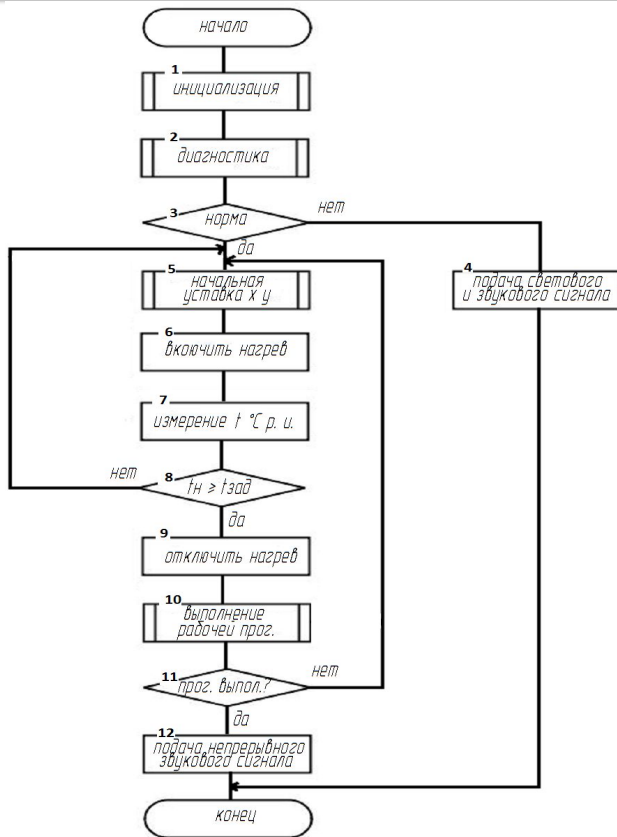 начало
1
инициализация
2
диагностика
3
норма
нет
да
4
подача светового
и звукового сигнала
5
начальная
уставка х у
6
вкоючить нагрев
7
измерение t °C р. и.
8
tн ≥ tзад
нет
да
9
отключить нагрев
10
выполнение
рабочей прог.
11
прог. выпол.?
нет
да
12
подача непрерывного
звукового сигнала
конец